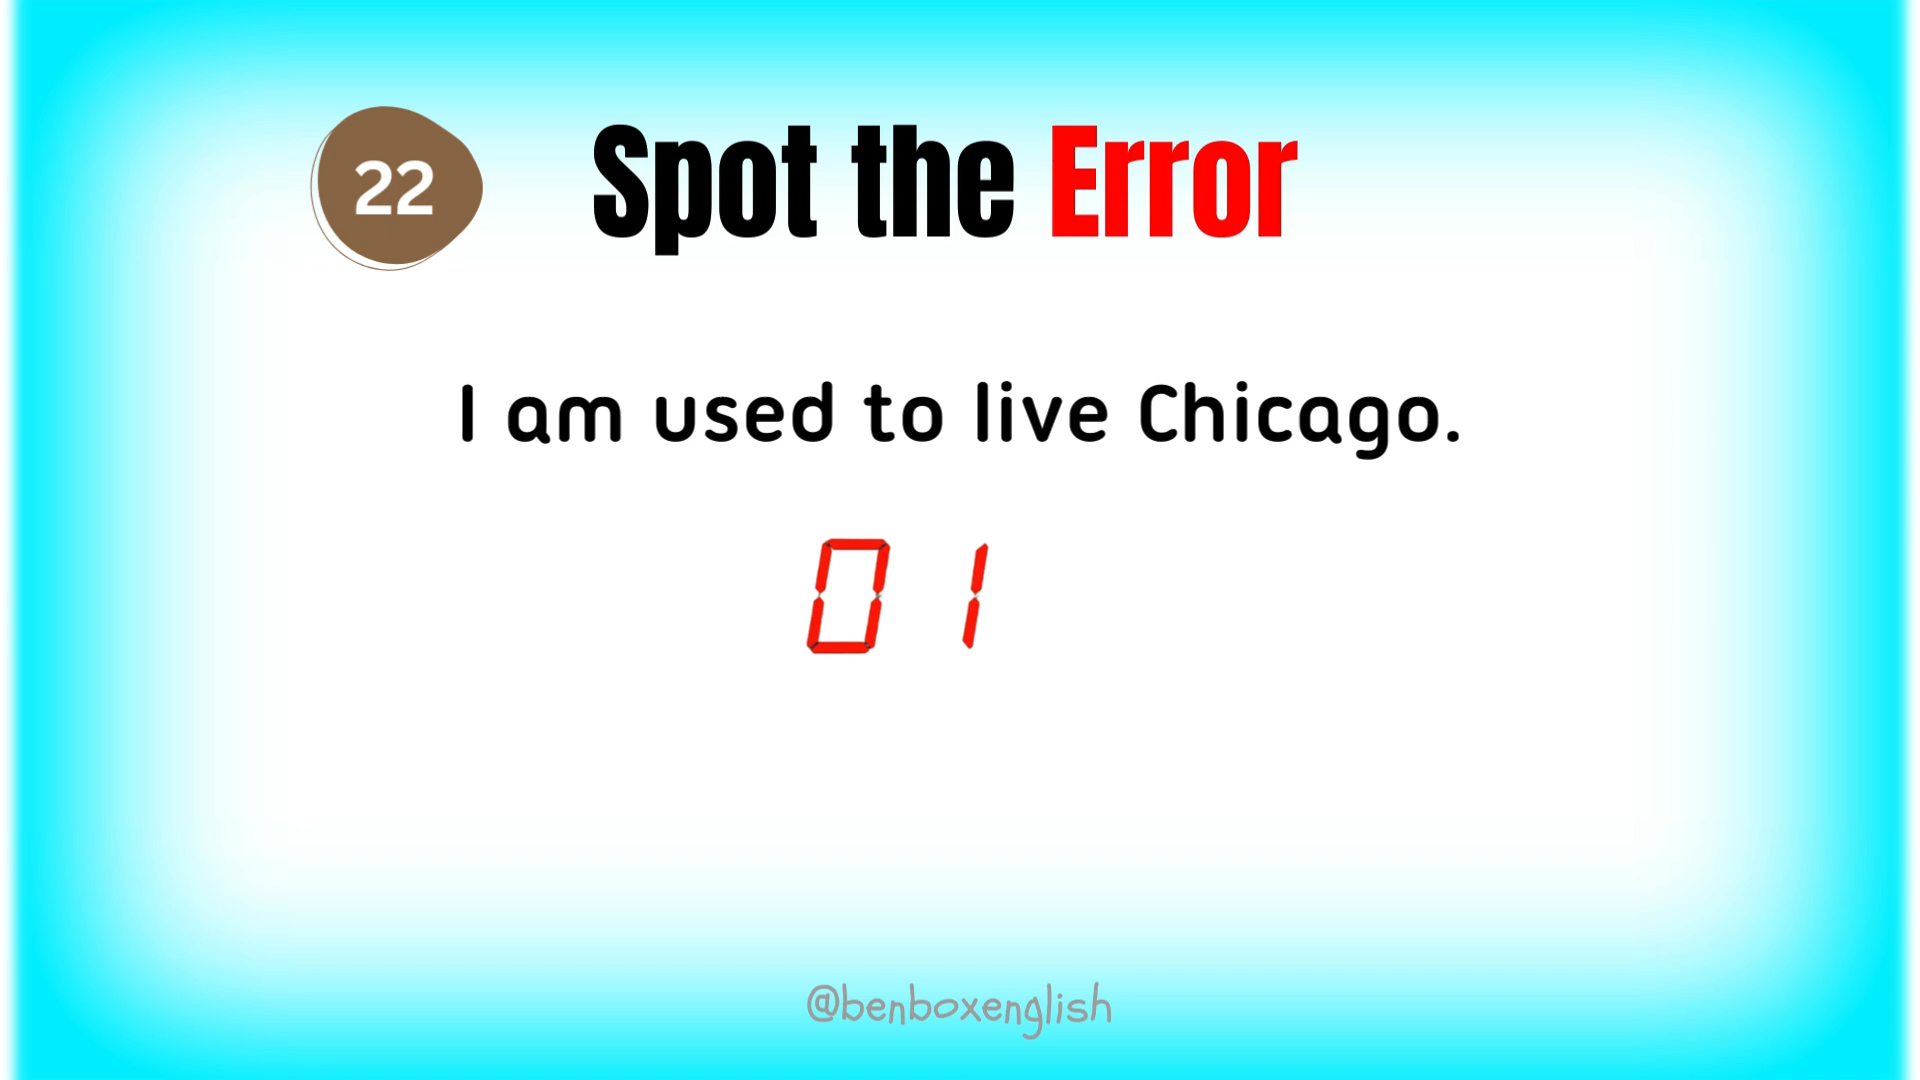 22
Spot the Error
I am used to live Chicago.
01
@benboxenglish